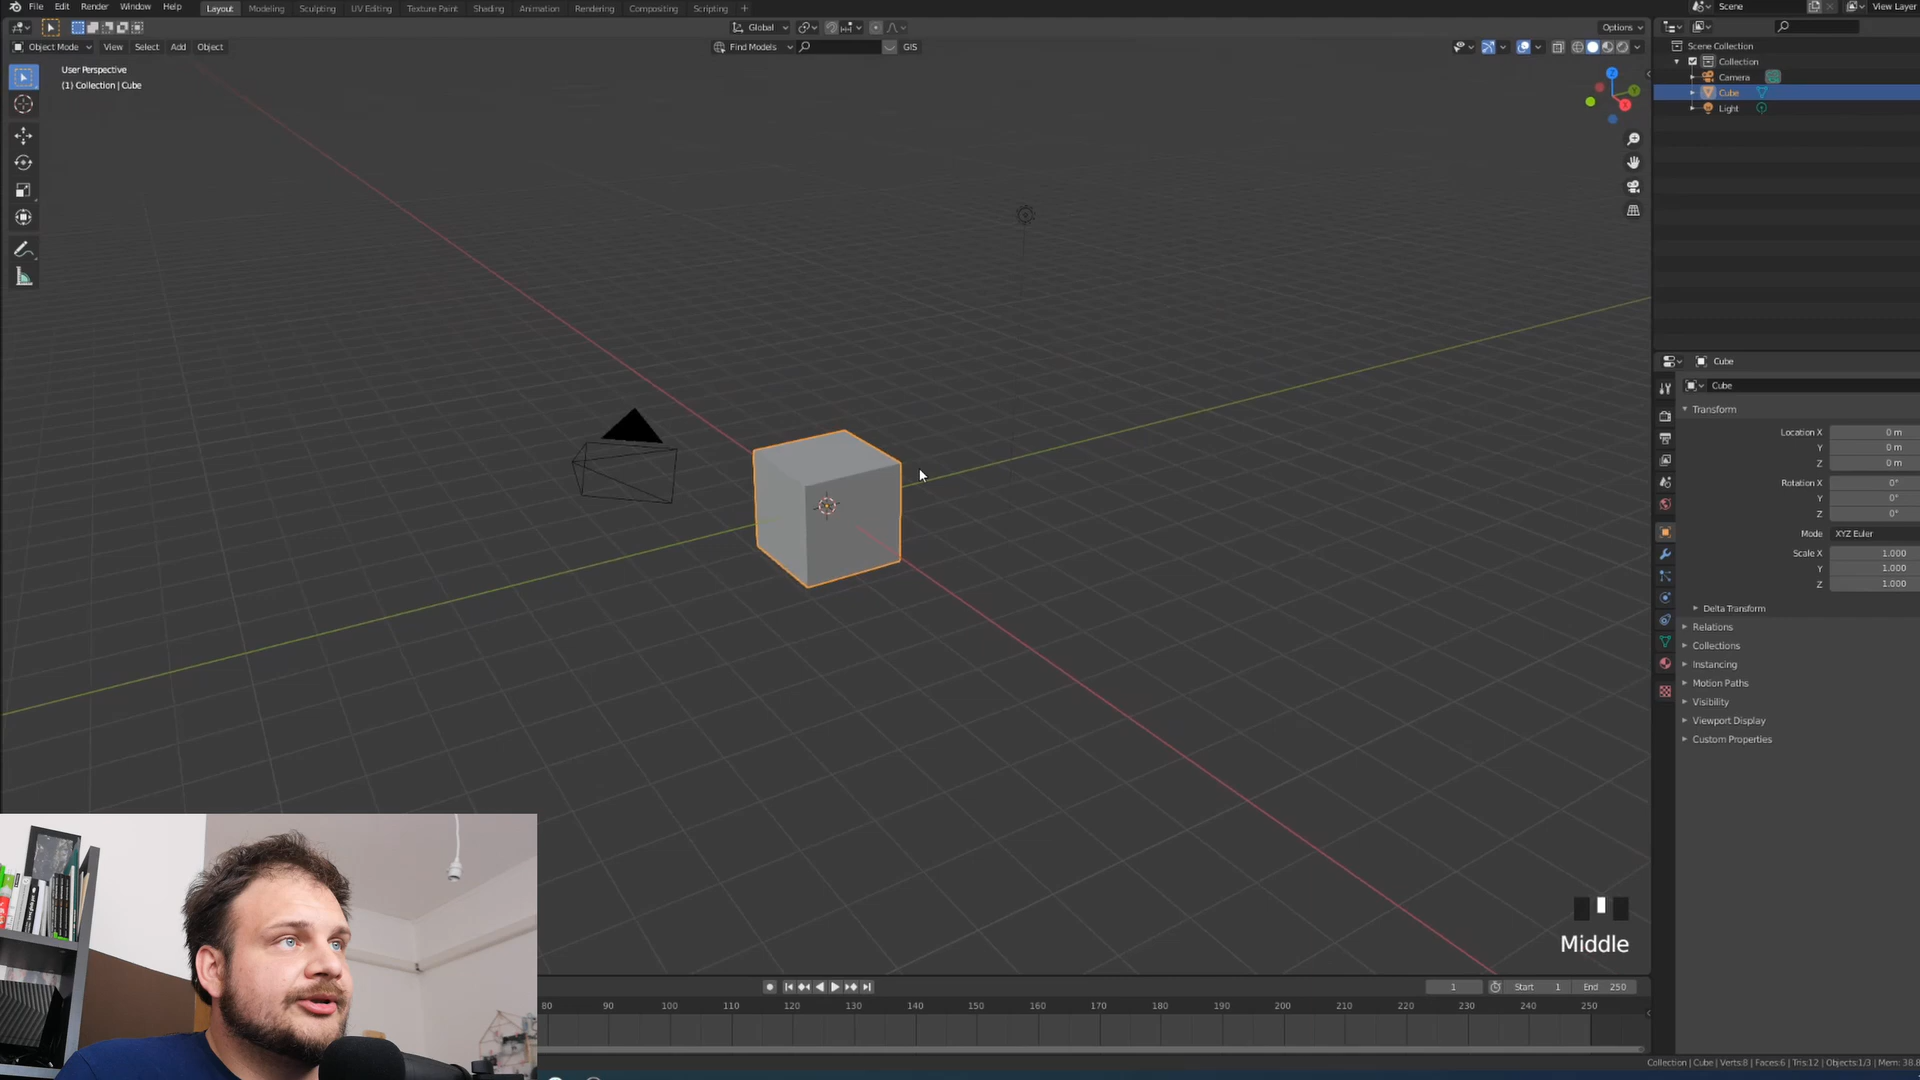 File Edit Render Window Help Layout Modeling Sculpting UV Editing Texture Paint Shading Animation Rendering Compositing Scripting + Scene View Layer
Global Options
Object Mode View Select Add Object Find Models GIS
Scene Collection
User Perspective
(1) Collection | Cube
Collection
Camera
Cube
Light
Z
Y
X
Cube
Cube
Transform
Location X 0 m
Y 0 m
Z 0 m
Rotation X 0°
Y 0°
Z 0°
Mode XYZ Euler
Scale X 1.000
Y 1.000
Z 1.000
Delta Transform
Relations
Collections
Instancing
Motion Paths
Visibility
Viewport Display
Custom Properties
Middle
1 Start 1 End 250
80 90 100 110 120 130 140 150 160 170 180 190 200 210 220 230 240 250
Collection | Cube | Verts:8 | Faces:6 | Tris:12 | Objects:1/3 | Mem: 38.8